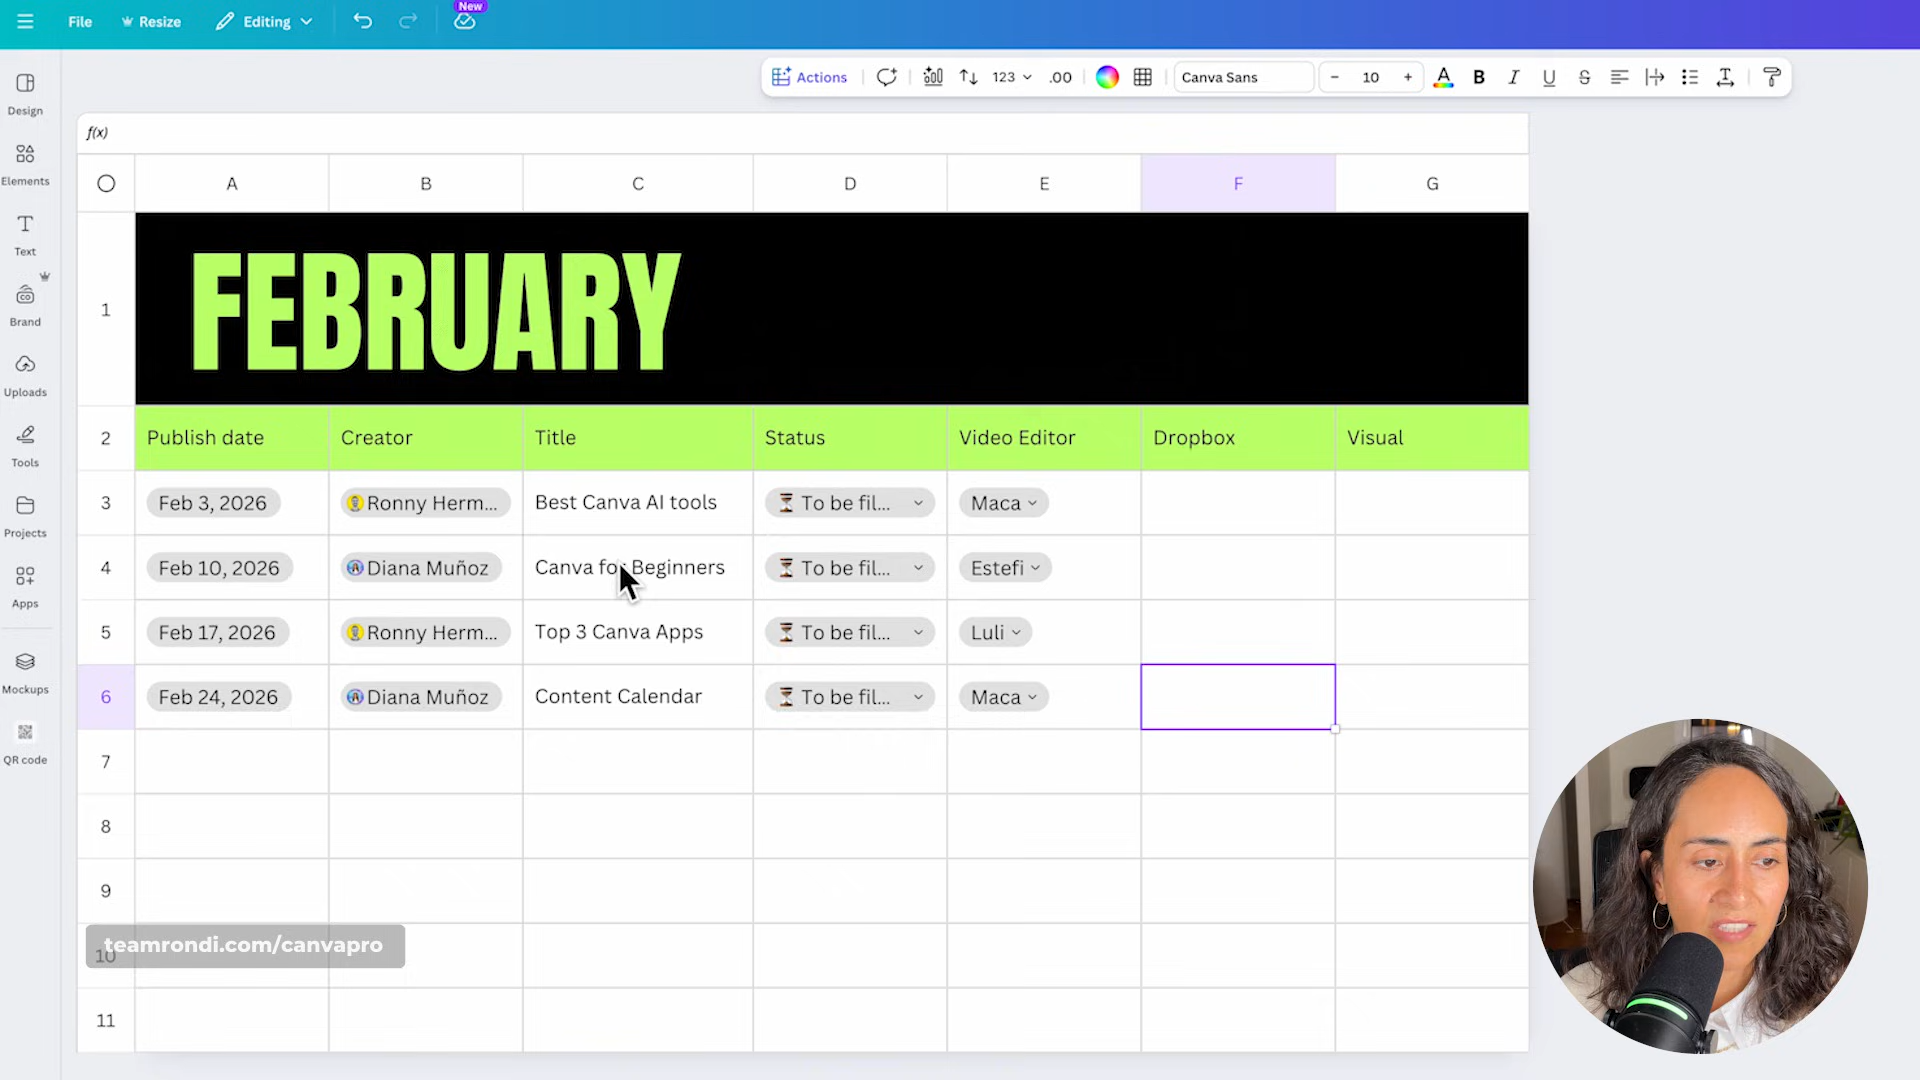 New
File Resize Editing
Actions 123 .00 Canva Sans - 10 + A B I U S
Design
Elements
Text
Brand
Uploads
Tools
Projects
Apps
Mockups
QR code
f(x)
A B C D E F G
1 FEBRUARY
2 Publish date Creator Title Status Video Editor Dropbox Visual
3 Feb 3, 2026 Ronny Herm... Best Canva AI tools To be fil... Maca
4 Feb 10, 2026 Diana Muñoz Canva for Beginners To be fil... Estefi
5 Feb 17, 2026 Ronny Herm... Top 3 Canva Apps To be fil... Luli
6 Feb 24, 2026 Diana Muñoz Content Calendar To be fil... Maca
7
8
9
teamrondi.com/canvapro
10
11